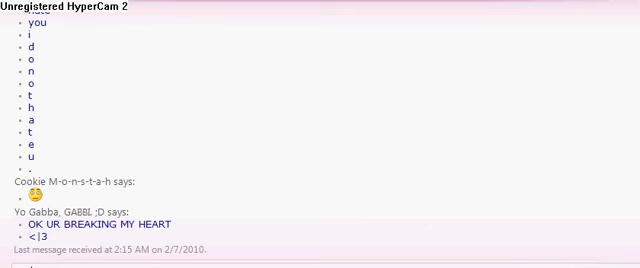 Unregistered HyperCam 2
hate
you
i
d
o
n
o
t
h
a
t
e
u
.
Cookie M-o-n-s-t-a-h says:
Yo Gabba, GABBI. ;D says:
OK UR BREAKING MY HEART
<|3
Last message received at 2:15 AM on 2/7/2010.